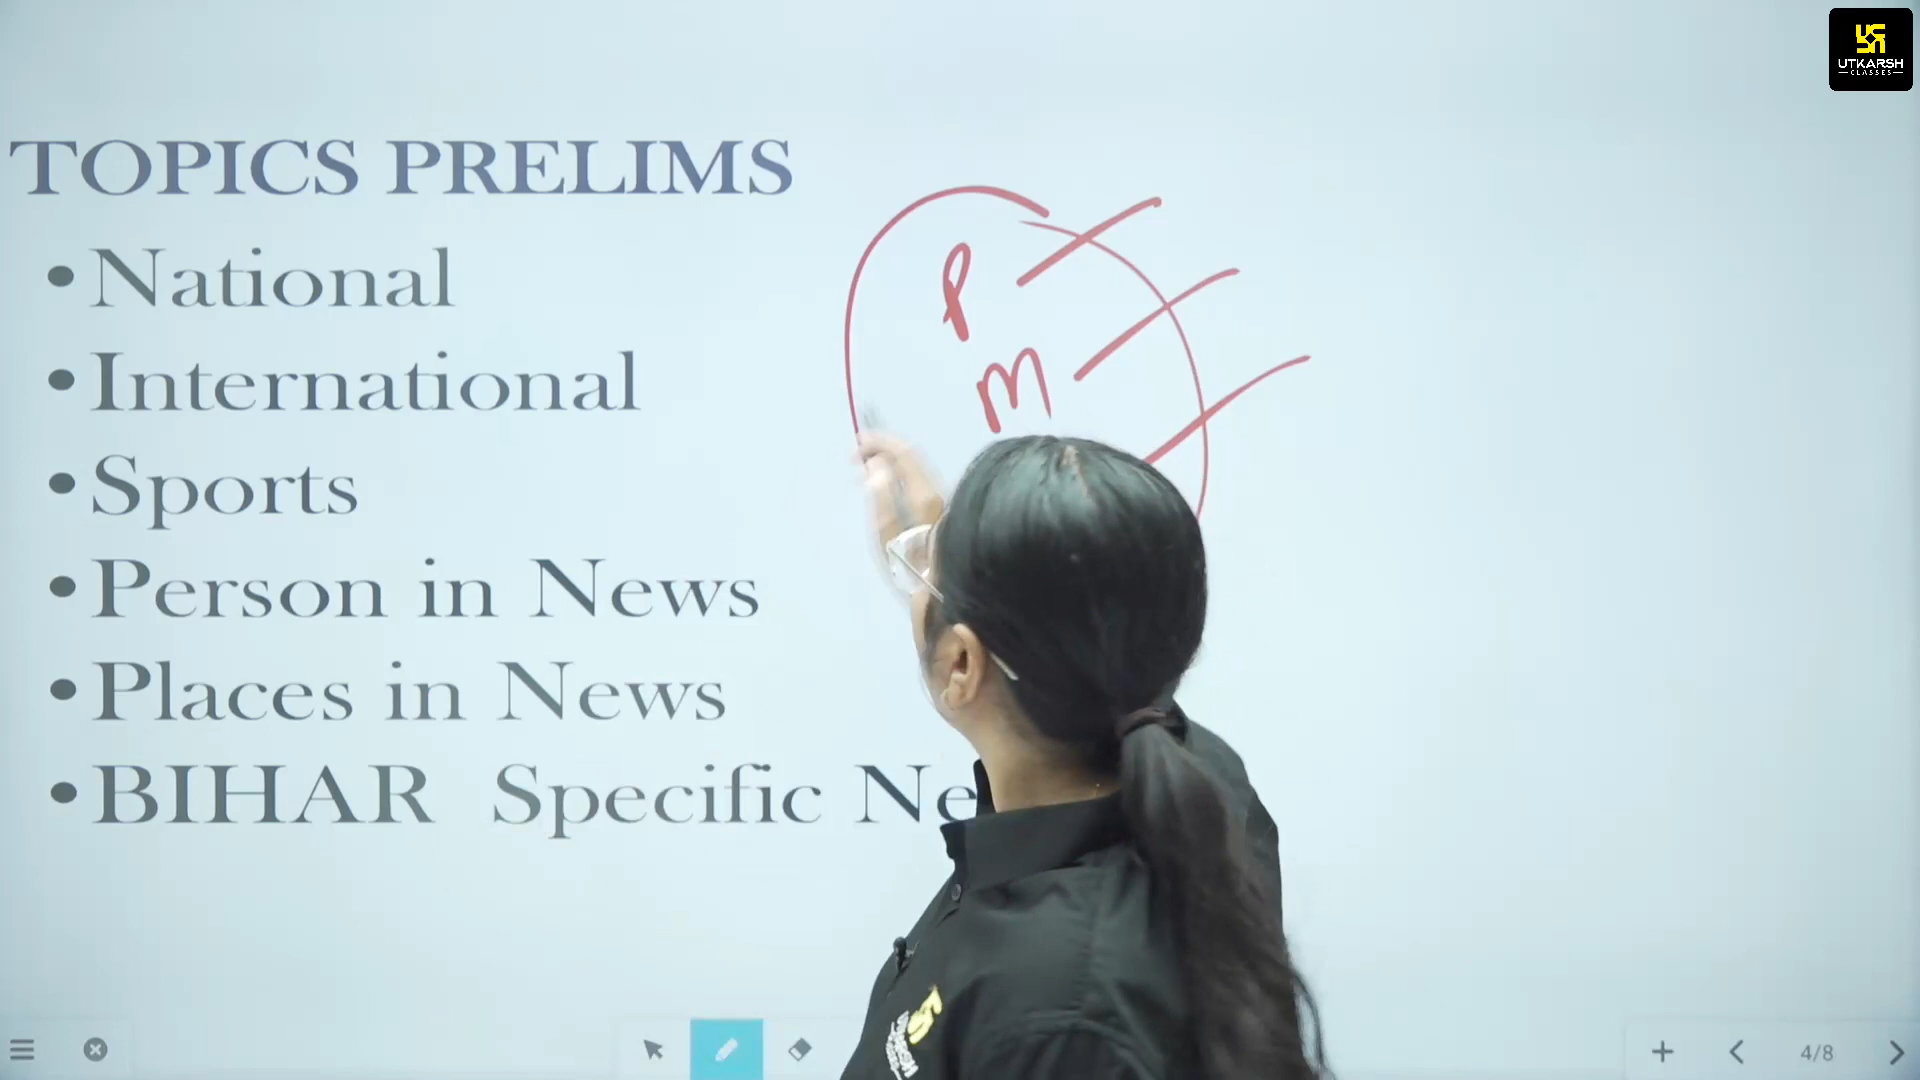 UTKARSH
CLASSES
TOPICS PRELIMS
• National
• International
• Sports
• Person in News
• Places in News
• BIHAR Specific Ne
P
M
4/8